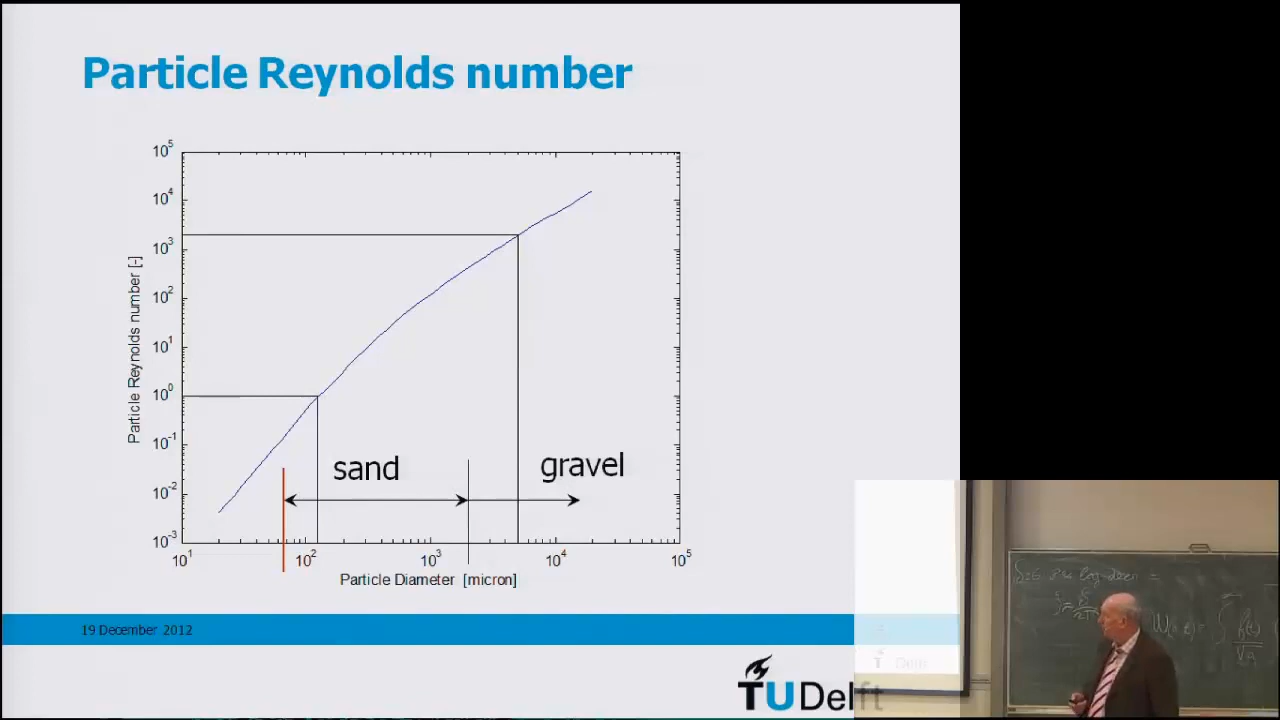 Particle Reynolds number
10^5
10^4
10^3
10^2
10^1
10^0
10^-1
10^-2
10^-3
Particle Reynolds number [-]
sand
gravel
10^1 10^2 10^3 10^4 10^5
Particle Diameter [micron]
19 December 2012
TUDelft